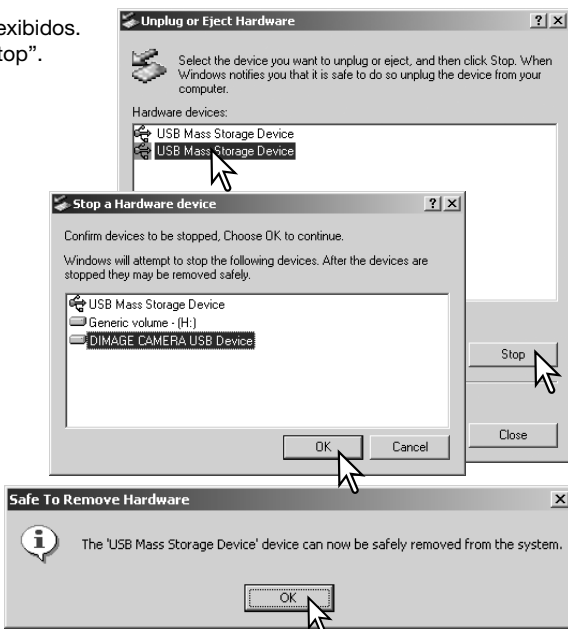 exibidos.
top”.
Unplug or Eject Hardware
Select the device you want to unplug or eject, and then click Stop. When
Windows notifies you that it is safe to do so unplug the device from your
computer.
Hardware devices:
USB Mass Storage Device
USB Mass Storage Device
Stop a Hardware device
Confirm devices to be stopped, Choose OK to continue.
Windows will attempt to stop the following devices. After the devices are
stopped they may be removed safely.
USB Mass Storage Device
Generic volume - (H:)
DIMAGE CAMERA USB Device
OK Cancel
Stop
Close
Safe To Remove Hardware
The 'USB Mass Storage Device' device can now be safely removed from the system.
OK